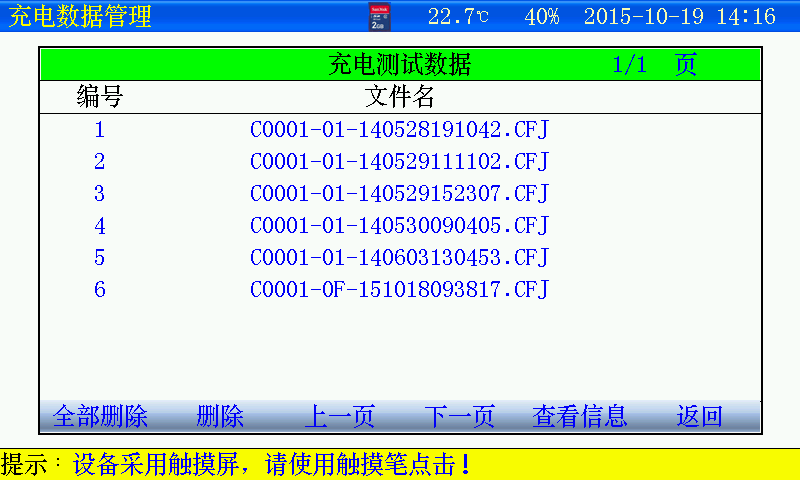 充电数据管理 SanDisk 2GB 22.7℃ 40% 2015-10-19 14:16
充电测试数据 1/1 页
编号 文件名
1 C0001-01-140528191042.CFJ
2 C0001-01-140529111102.CFJ
3 C0001-01-140529152307.CFJ
4 C0001-01-140530090405.CFJ
5 C0001-01-140603130453.CFJ
6 C0001-0F-151018093817.CFJ
全部删除 删除 上一页 下一页 查看信息 返回
提示：设备采用触摸屏，请使用触摸笔点击！